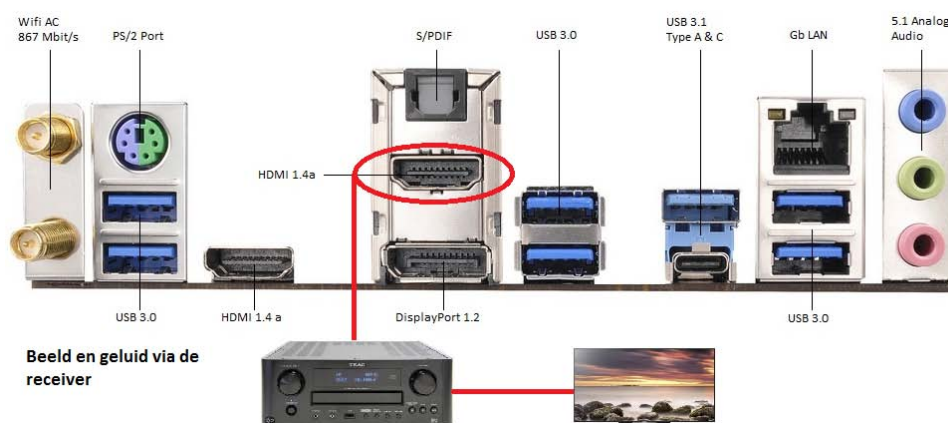 Wifi AC
867 Mbit/s
PS/2 Port
S/PDIF
USB 3.0
USB 3.1
Type A & C
Gb LAN
5.1 Analog
Audio
HDMI 1.4a
USB 3.0
HDMI 1.4 a
DisplayPort 1.2
USB 3.0
Beeld en geluid via de
receiver
TEAC